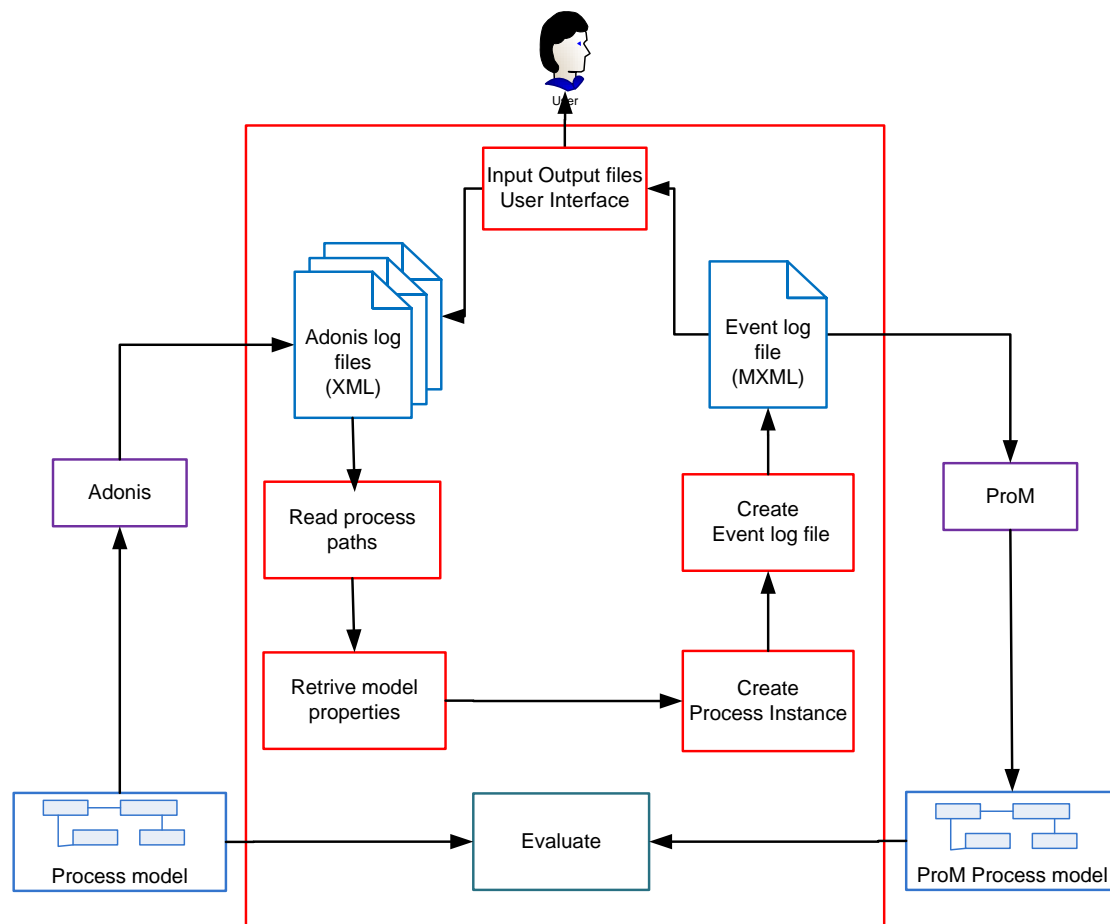 User
Input Output files
User Interface
Adonis log
files
(XML)
Event log
file
(MXML)
Adonis
Read process
paths
Create
Event log file
ProM
Retrive model
properties
Create
Process Instance
Process model
Evaluate
ProM Process model